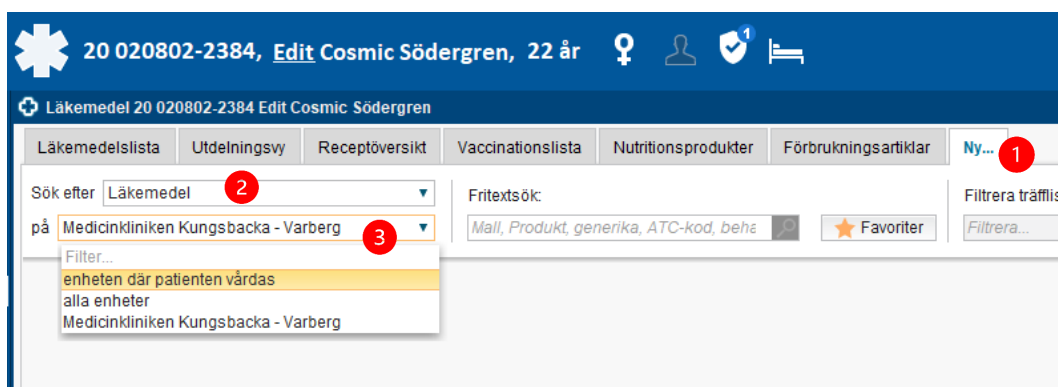 20 020802-2384, Edit Cosmic Södergren, 22 år 1
Läkemedel 20 020802-2384 Edit Cosmic Södergren
Läkemedelslista Utdelningsvy Receptöversikt Vaccinationslista Nutritionsprodukter Förbrukningsartiklar Ny... 1
Sök efter Läkemedel 2 Fritextsök: Filtrera träfflis
på Medicinkliniken Kungsbacka - Varberg 3 Mall, Produkt, generika, ATC-kod, beha Favoriter Filtrera...
Filter...
enheten där patienten vårdas
alla enheter
Medicinkliniken Kungsbacka - Varberg